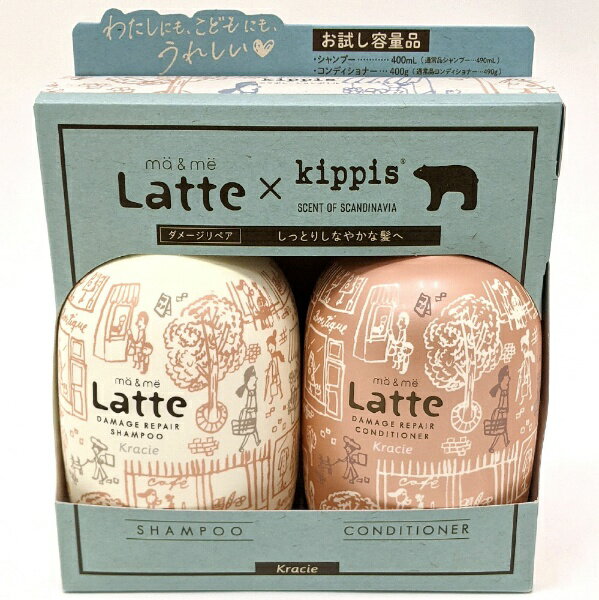 わたしにも、こどもにも、
うれしい♡
お試し容量品
・シャンプー…………400mL（通常品シャンプー…490mL）
・コンディショナー…400g（通常品コンディショナー…490g）
mä & më
Latte × kippis®
SCENT OF SCANDINAVIA
ダメージリペア しっとりしなやかな髪へ
boutique
mä & më
Latte
DAMAGE REPAIR
SHAMPOO
Kracie
café
mä & më
Latte
DAMAGE REPAIR
CONDITIONER
Kracie
café
SHAMPOO
CONDITIONER
Kracie